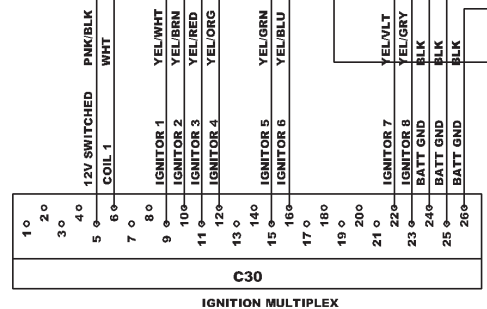 PNK/BLK
WHT
YEL/WHT
YEL/BRN
YEL/RED
YEL/ORG
YEL/GRN
YEL/BLU
YEL/VLT
YEL/GRY
BLK
BLK
BLK
12V SWITCHED
COIL 1
IGNITOR 1
IGNITOR 2
IGNITOR 3
IGNITOR 4
IGNITOR 5
IGNITOR 6
IGNITOR 7
IGNITOR 8
BATT GND
BATT GND
BATT GND
1
2
3
4
5
6
7
8
9
10
11
12
13
14
15
16
17
18
19
20
21
22
23
24
25
26
C30
IGNITION MULTIPLEX